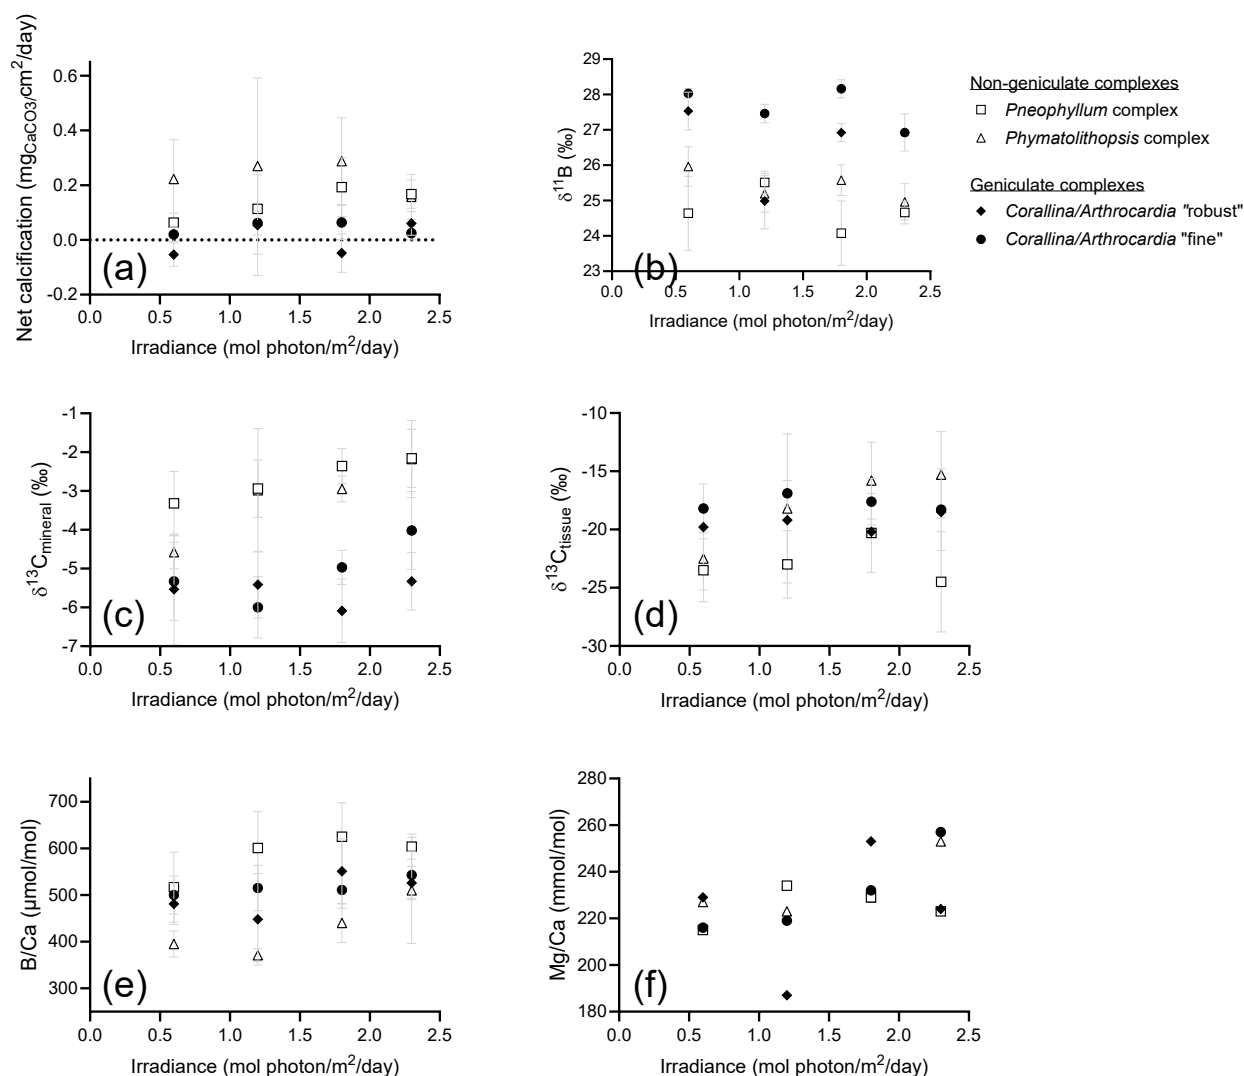 Net calcification (mgCaCO3/cm2/day)
0.6
0.4
0.2
0.0
-0.2
(a)
0.0 0.5 1.0 1.5 2.0 2.5
Irradiance (mol photon/m2/day)
δ11B (‰)
29
28
27
26
25
24
23
(b)
0.0 0.5 1.0 1.5 2.0 2.5
Irradiance (mol photon/m2/day)
Non-geniculate complexes
Pneophyllum complex
Phymatolithopsis complex
Geniculate complexes
Corallina/Arthrocardia "robust"
Corallina/Arthrocardia "fine"
δ13Cmineral (‰)
-1
-2
-3
-4
-5
-6
-7
(c)
0.0 0.5 1.0 1.5 2.0 2.5
Irradiance (mol photon/m2/day)
δ13Ctissue (‰)
-10
-15
-20
-25
-30
(d)
0.0 0.5 1.0 1.5 2.0 2.5
Irradiance (mol photon/m2/day)
B/Ca (μmol/mol)
700
600
500
400
300
(e)
0.0 0.5 1.0 1.5 2.0 2.5
Irradiance (mol photon/m2/day)
Mg/Ca (mmol/mol)
280
260
240
220
200
180
(f)
0.0 0.5 1.0 1.5 2.0 2.5
Irradiance (mol photon/m2/day)